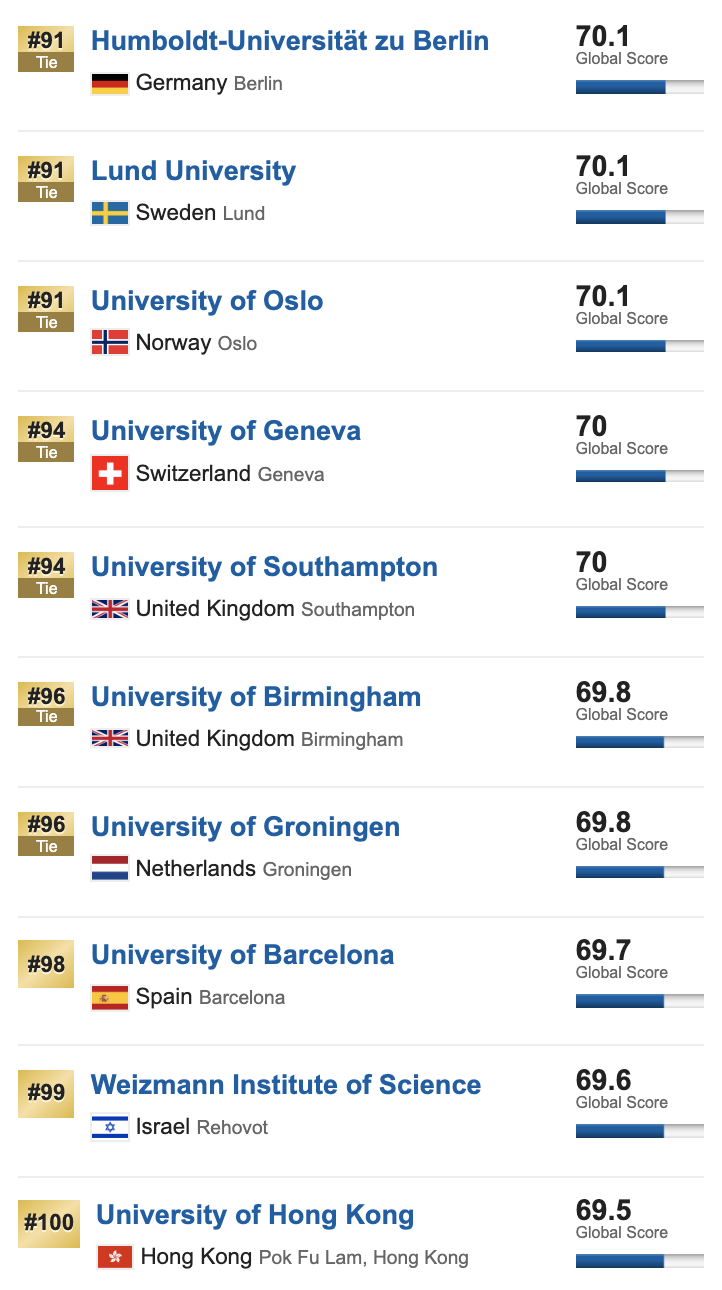 #91 Humboldt-Universität zu Berlin 70.1
Tie Global Score
Germany Berlin
#91 Lund University 70.1
Tie Global Score
Sweden Lund
#91 University of Oslo 70.1
Tie Global Score
Norway Oslo
#94 University of Geneva 70
Tie Global Score
Switzerland Geneva
#94 University of Southampton 70
Tie Global Score
United Kingdom Southampton
#96 University of Birmingham 69.8
Tie Global Score
United Kingdom Birmingham
#96 University of Groningen 69.8
Tie Global Score
Netherlands Groningen
#98 University of Barcelona 69.7
Global Score
Spain Barcelona
#99 Weizmann Institute of Science 69.6
Global Score
Israel Rehovot
#100 University of Hong Kong 69.5
Global Score
Hong Kong Pok Fu Lam, Hong Kong